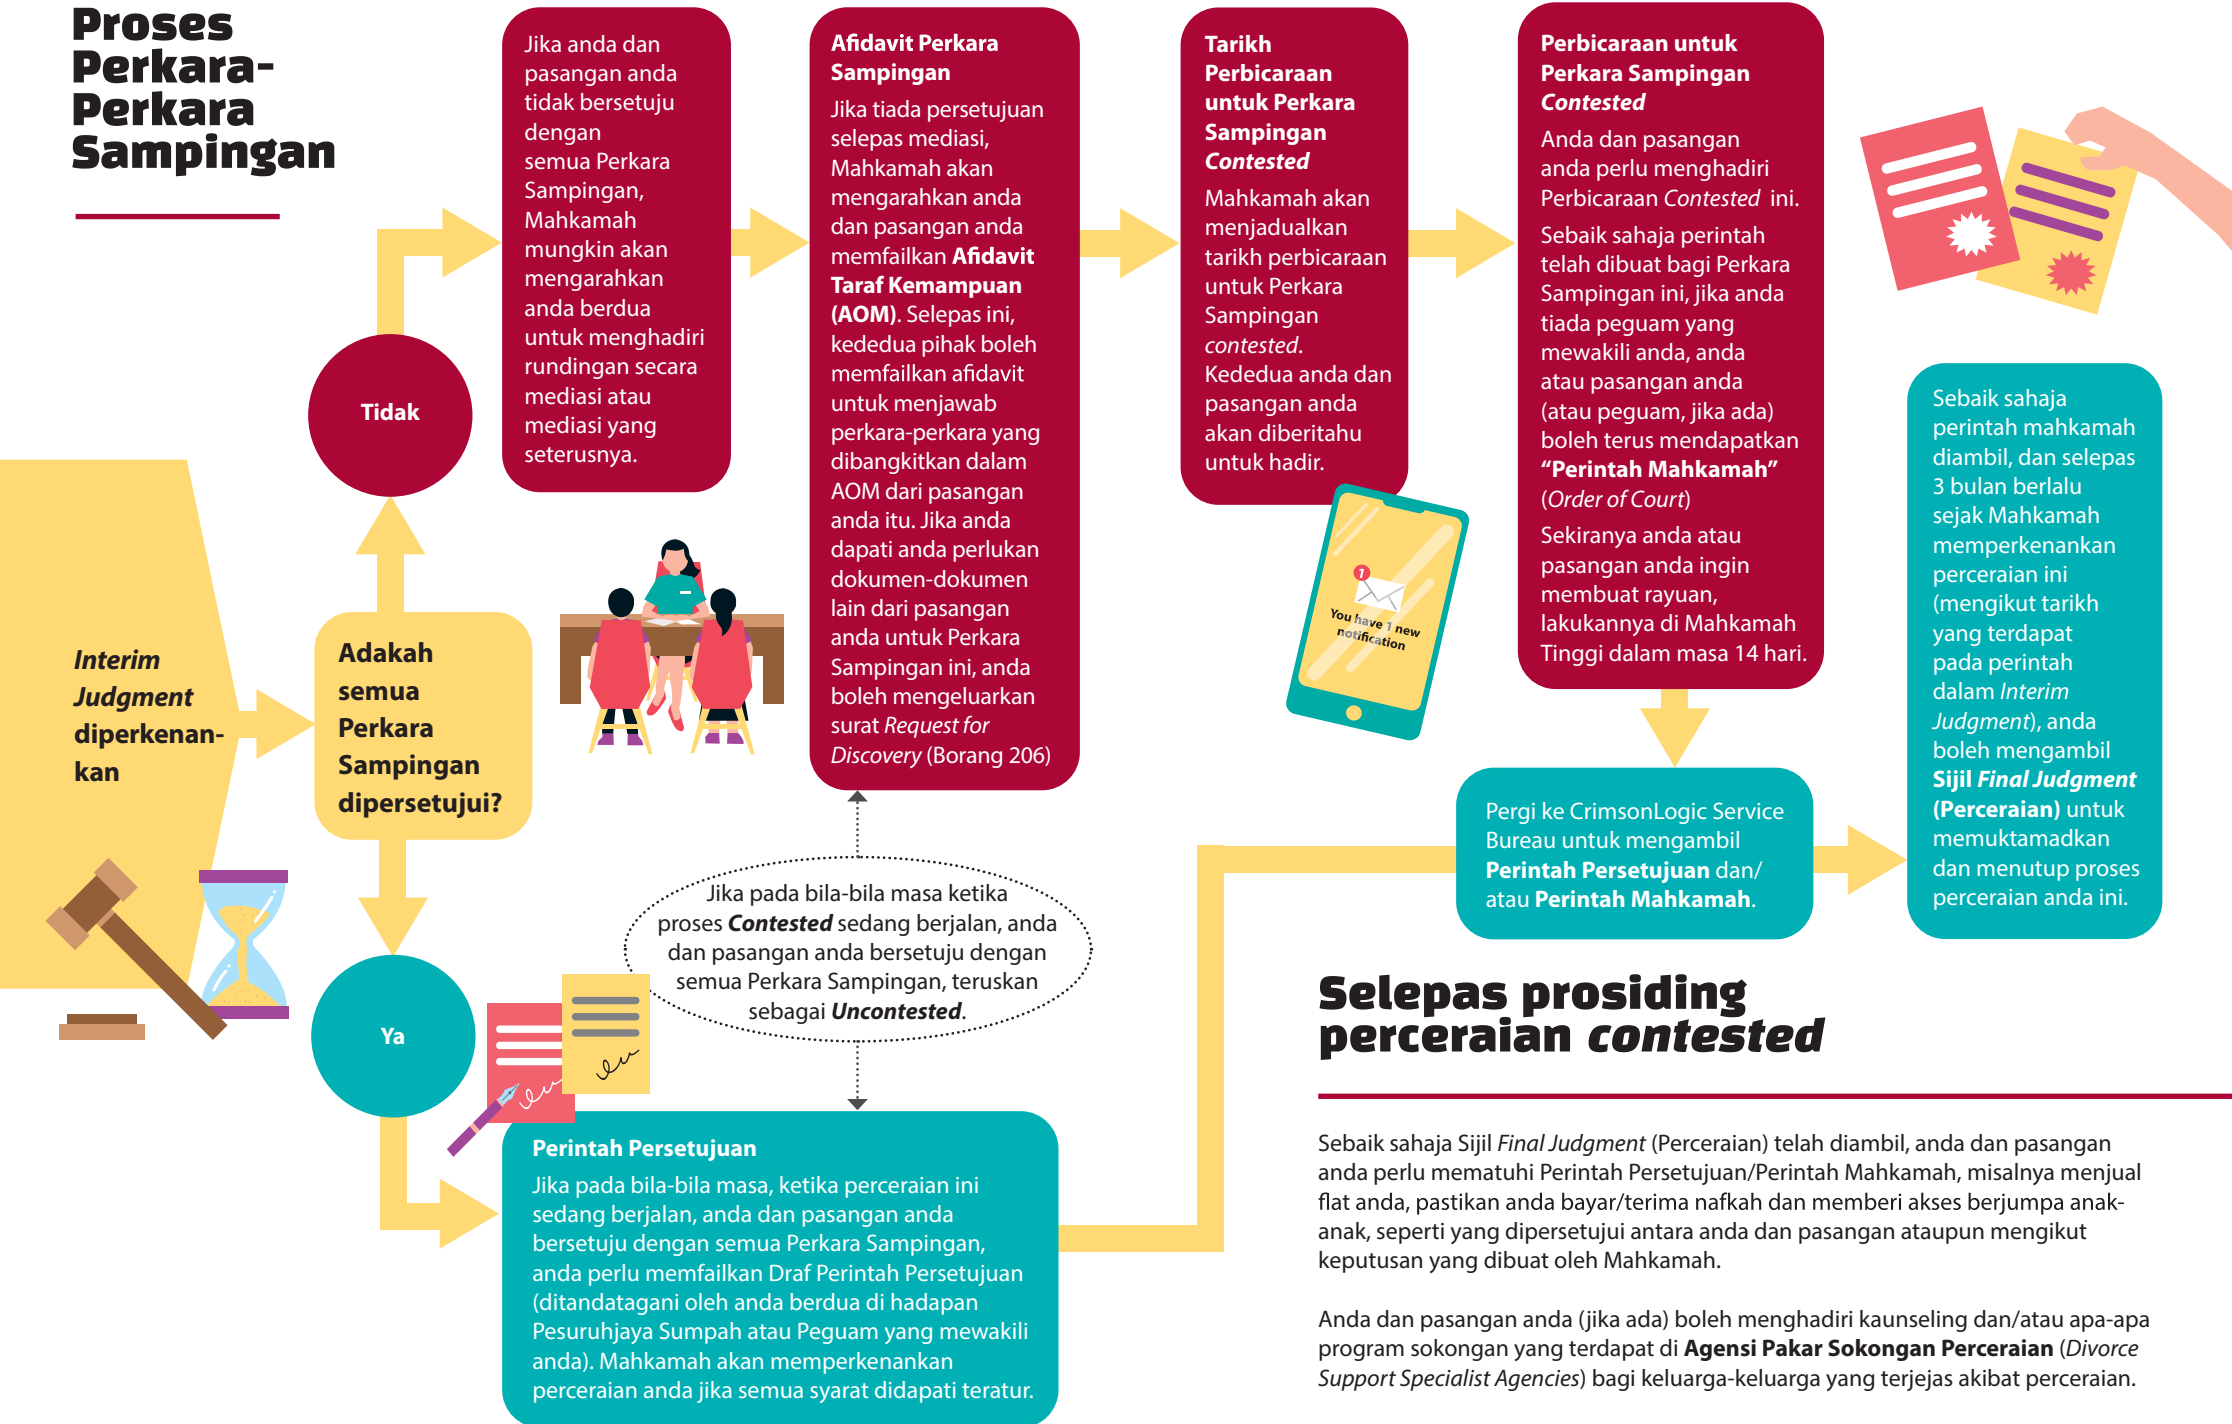 Proses
Perkara-
Perkara
Sampingan
Interim
Judgment
diperkenan-
kan
Adakah
semua
Perkara
Sampingan
dipersetujui?
Tidak
Jika anda dan
pasangan anda
tidak bersetuju
dengan
semua Perkara
Sampingan,
Mahkamah
mungkin akan
mengarahkan
anda berdua
untuk menghadiri
rundingan secara
mediasi atau
mediasi yang
seterusnya.
Afidavit Perkara
Sampingan
Jika tiada persetujuan
selepas mediasi,
Mahkamah akan
mengarahkan anda
dan pasangan anda
memfailkan Afidavit
Taraf Kemampuan
(AOM). Selepas ini,
kededua pihak boleh
memfailkan afidavit
untuk menjawab
perkara-perkara yang
dibangkitkan dalam
AOM dari pasangan
anda itu. Jika anda
dapati anda perlukan
dokumen-dokumen
lain dari pasangan
anda untuk Perkara
Sampingan ini, anda
boleh mengeluarkan
surat Request for
Discovery (Borang 206)
Tarikh
Perbicaraan
untuk Perkara
Sampingan
Contested
Mahkamah akan
menjadualkan
tarikh perbicaraan
untuk Perkara
Sampingan
contested.
Kededua anda dan
pasangan anda
akan diberitahu
untuk hadir.
1
You have 1 new
notification
Perbicaraan untuk
Perkara Sampingan
Contested
Anda dan pasangan
anda perlu menghadiri
Perbicaraan Contested ini.
Sebaik sahaja perintah
telah dibuat bagi Perkara
Sampingan ini, jika anda
tiada peguam yang
mewakili anda, anda
atau pasangan anda
(atau peguam, jika ada)
boleh terus mendapatkan
“Perintah Mahkamah”
(Order of Court)
Sekiranya anda atau
pasangan anda ingin
membuat rayuan,
lakukannya di Mahkamah
Tinggi dalam masa 14 hari.
Ya
Jika pada bila-bila masa ketika
proses Contested sedang berjalan, anda
dan pasangan anda bersetuju dengan
semua Perkara Sampingan, teruskan
sebagai Uncontested.
Perintah Persetujuan
Jika pada bila-bila masa, ketika perceraian ini
sedang berjalan, anda dan pasangan anda
bersetuju dengan semua Perkara Sampingan,
anda perlu memfailkan Draf Perintah Persetujuan
(ditandatagani oleh anda berdua di hadapan
Pesuruhjaya Sumpah atau Peguam yang mewakili
anda). Mahkamah akan memperkenankan
perceraian anda jika semua syarat didapati teratur.
Pergi ke CrimsonLogic Service
Bureau untuk mengambil
Perintah Persetujuan dan/
atau Perintah Mahkamah.
Sebaik sahaja
perintah mahkamah
diambil, dan selepas
3 bulan berlalu
sejak Mahkamah
memperkenankan
perceraian ini
(mengikut tarikh
yang terdapat
pada perintah
dalam Interim
Judgment), anda
boleh mengambil
Sijil Final Judgment
(Perceraian) untuk
memuktamadkan
dan menutup proses
perceraian anda ini.
Selepas prosiding
perceraian contested
Sebaik sahaja Sijil Final Judgment (Perceraian) telah diambil, anda dan pasangan
anda perlu mematuhi Perintah Persetujuan/Perintah Mahkamah, misalnya menjual
flat anda, pastikan anda bayar/terima nafkah dan memberi akses berjumpa anak-
anak, seperti yang dipersetujui antara anda dan pasangan ataupun mengikut
keputusan yang dibuat oleh Mahkamah.
Anda dan pasangan anda (jika ada) boleh menghadiri kaunseling dan/atau apa-apa
program sokongan yang terdapat di Agensi Pakar Sokongan Perceraian (Divorce
Support Specialist Agencies) bagi keluarga-keluarga yang terjejas akibat perceraian.